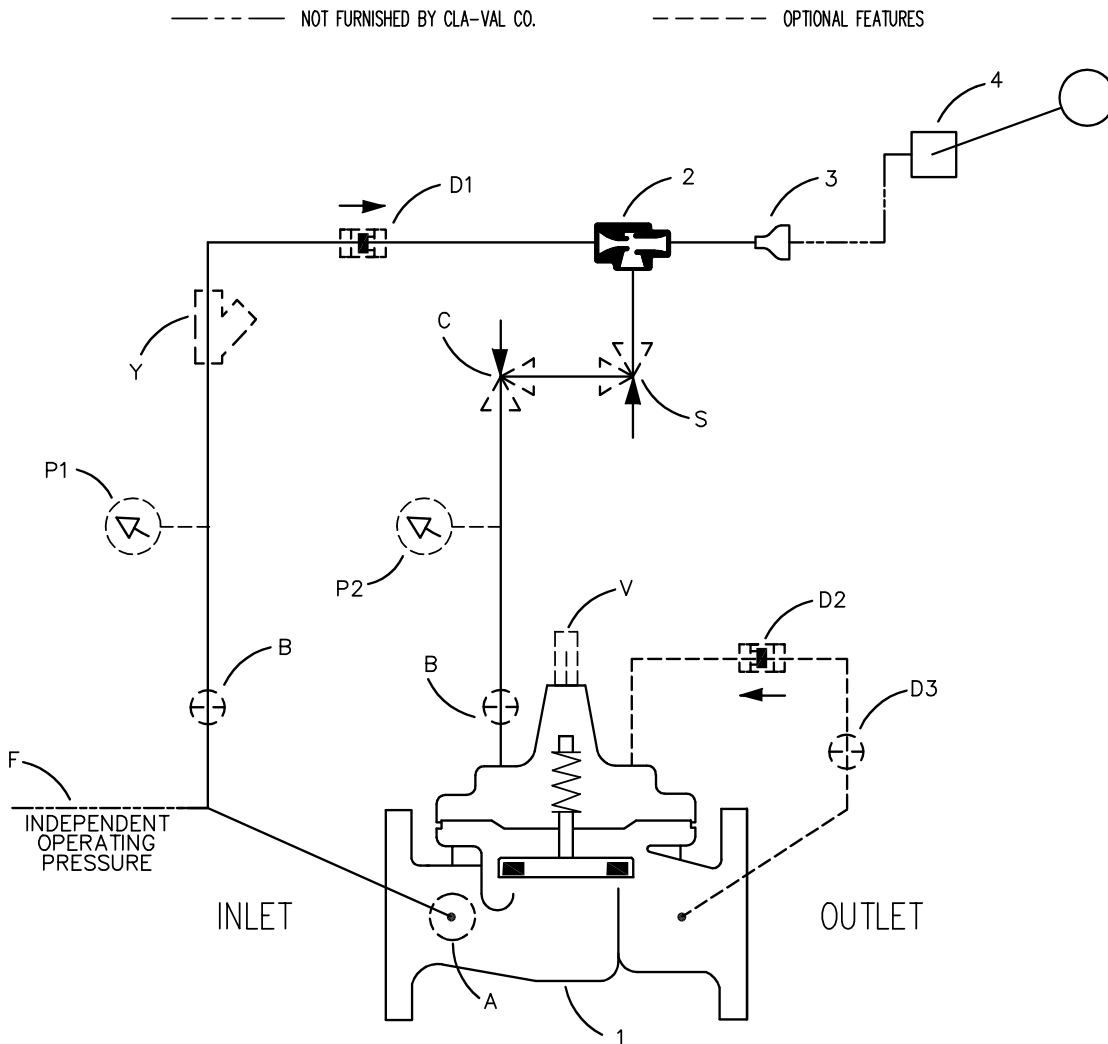 NOT FURNISHED BY CLA-VAL CO.
OPTIONAL FEATURES
4
D1
2
3
C
Y
S
P1
P2
V
D2
B
B
D3
F
INDEPENDENT
OPERATING
PRESSURE
INLET
OUTLET
A
1